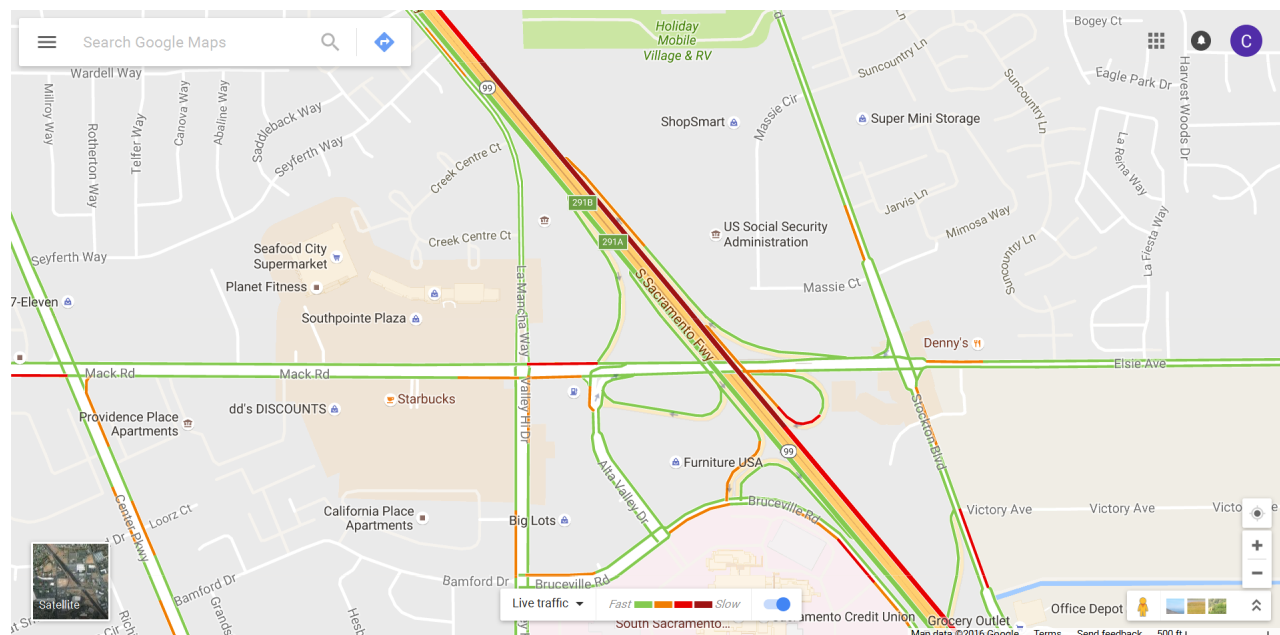 Search Google Maps
C
Holiday
Mobile
Village & RV
Bogey Ct
Wardell Way
Suncountry Ln
Eagle Park Dr
Harvest Woods Dr
99
Millroy Way
Rotherton Way
Telfer Way
Canova Way
Abaline Way
Saddleback Way
Seyferth Way
Creek Centre Ct
ShopSmart
Massie Cir
Super Mini Storage
Suncountry Ln
La Reina Way
291B
Jarvis Ln
Mimosa Way
La Fiesta Way
Seafood City
Supermarket
Creek Centre Ct
291A
US Social Security
Administration
Suncountry Ln
Seyferth Way
Planet Fitness
La Mancha Way
S Sacramento Fwy
Massie Ct
7-Eleven
Southpointe Plaza
Denny's
Mack Rd
Mack Rd
Elsie Ave
Starbucks
dd's DISCOUNTS
Valley Hi Dr
Stockton Blvd
Providence Place
Apartments
99
Furniture USA
Alta Valley Dr
Bruceville Rd
Center Pkwy
Loorz Ct
California Place
Apartments
Big Lots
Victory Ave
Victory Ave
Bamford Dr
Bamford Dr
Bruceville Rd
Satellite
Live traffic
Fast
Slow
Office Depot
Grocery Outlet
South Sacramento...
Map data ©2016 Google
Terms
Send feedback
500 ft